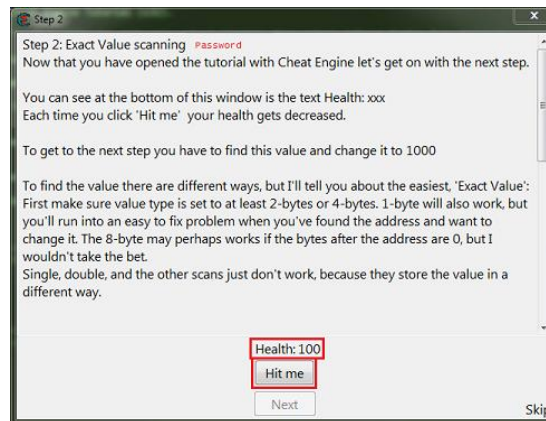 Step 2
x
Step 2: Exact Value scanning Password
Now that you have opened the tutorial with Cheat Engine let's get on with the next step.
You can see at the bottom of this window is the text Health: xxx
Each time you click 'Hit me' your health gets decreased.
To get to the next step you have to find this value and change it to 1000
To find the value there are different ways, but I'll tell you about the easiest, 'Exact Value':
First make sure value type is set to at least 2-bytes or 4-bytes. 1-byte will also work, but
you'll run into an easy to fix problem when you've found the address and want to
change it. The 8-byte may perhaps works if the bytes after the address are 0, but I
wouldn't take the bet.
Single, double, and the other scans just don't work, because they store the value in a
different way.
Health: 100
Hit me
Next
Skip